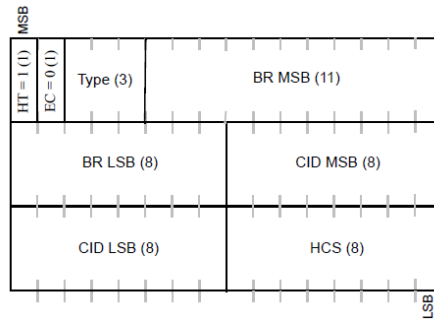 MSB
HT = 1 (1) EC = 0 (1) Type (3) BR MSB (11)
BR LSB (8) CID MSB (8)
CID LSB (8) HCS (8)
LSB